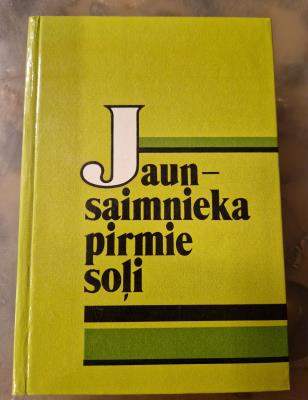 Jaun-
saimnieka
pirmie
soļi